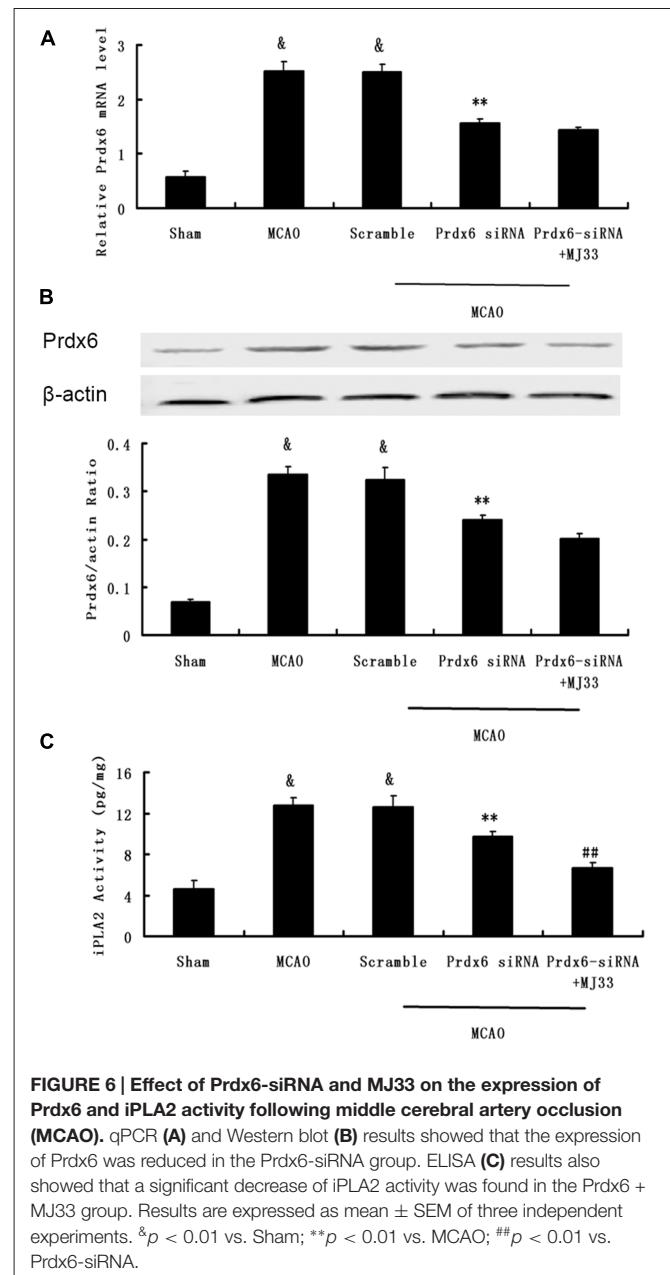 A
Relative Prdx6 mRNA level
3
2
1
0
& & **
Sham MCAO Scramble Prdx6 siRNA Prdx6-siRNA
+MJ33
MCAO
B
Prdx6
β-actin
Prdx6/actin Ratio
0.4
0.3
0.2
0.1
0
& & **
Sham MCAO Scramble Prdx6 siRNA Prdx6-siRNA
+MJ33
MCAO
C
iPLA2 Activity (pg/mg)
16
12
8
4
0
& & ** ##
Sham MCAO Scramble Prdx6 siRNA Prdx6-siRNA
+MJ33
MCAO
FIGURE 6 | Effect of Prdx6-siRNA and MJ33 on the expression of
Prdx6 and iPLA2 activity following middle cerebral artery occlusion
(MCAO). qPCR (A) and Western blot (B) results showed that the expression
of Prdx6 was reduced in the Prdx6-siRNA group. ELISA (C) results also
showed that a significant decrease of iPLA2 activity was found in the Prdx6 +
MJ33 group. Results are expressed as mean ± SEM of three independent
experiments. &p < 0.01 vs. Sham; **p < 0.01 vs. MCAO; ##p < 0.01 vs.
Prdx6-siRNA.